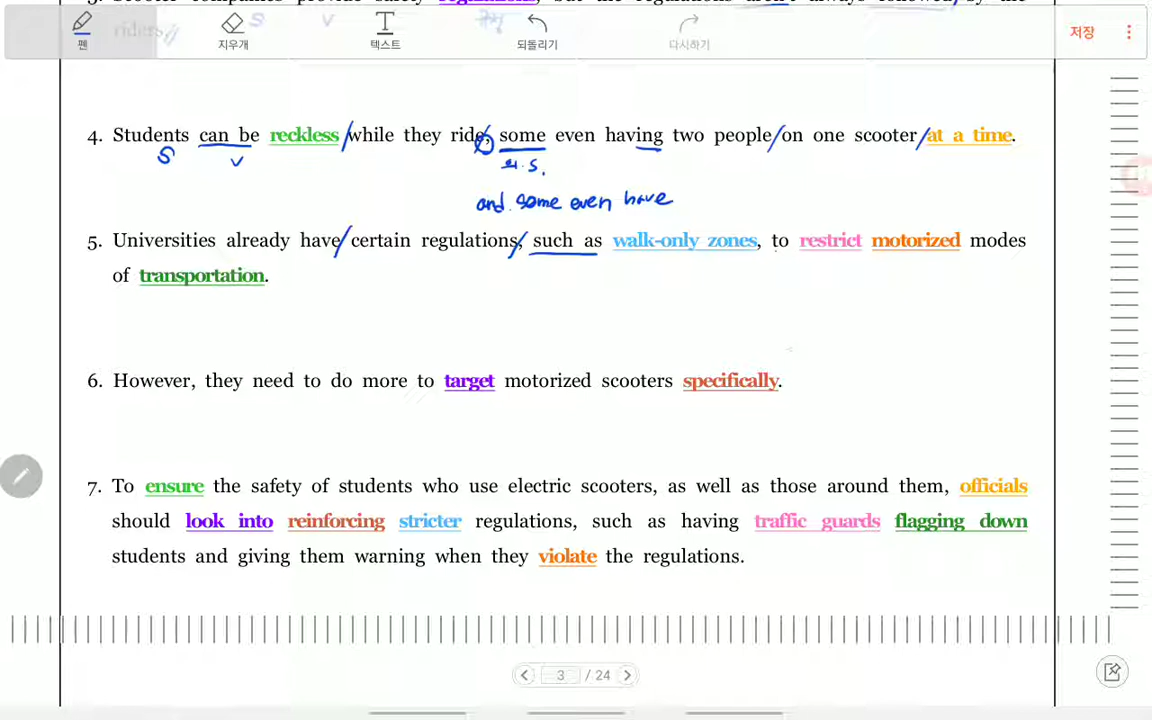 riders
펜
지우개
S
V
텍스트
되돌리기
다시하기
저장
4. Students can be reckless/while they ride, some even having two people/on one scooter/at a time.
S
V
S.
and some even have
5. Universities already have/certain regulations,/such as walk-only zones, to restrict motorized modes
of transportation.
6. However, they need to do more to target motorized scooters specifically.
7. To ensure the safety of students who use electric scooters, as well as those around them, officials
should look into reinforcing stricter regulations, such as having traffic guards flagging down
students and giving them warning when they violate the regulations.
3 / 24